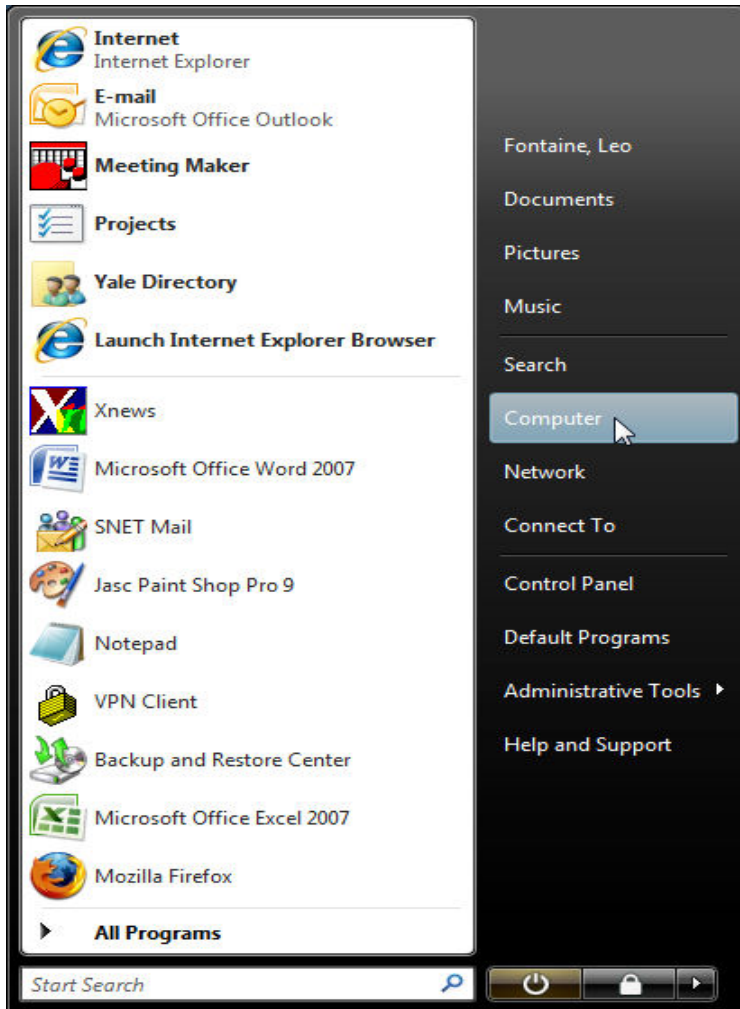 Internet
Internet Explorer
E-mail
Microsoft Office Outlook
Meeting Maker
Projects
Yale Directory
Launch Internet Explorer Browser
Xnews
Microsoft Office Word 2007
SNET Mail
Jasc Paint Shop Pro 9
Notepad
VPN Client
Backup and Restore Center
Microsoft Office Excel 2007
Mozilla Firefox
All Programs
Start Search
Fontaine, Leo
Documents
Pictures
Music
Search
Computer
Network
Connect To
Control Panel
Default Programs
Administrative Tools
Help and Support